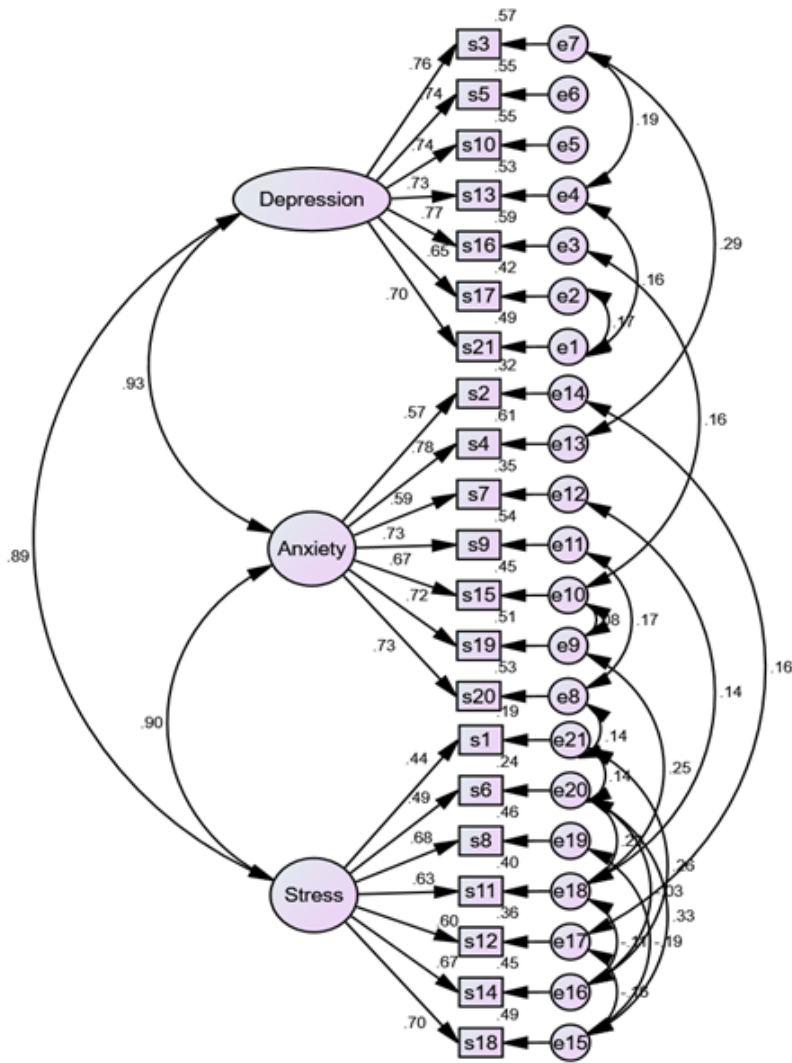 .57
s3 e7
.76 .55
s5 e6
.74 .55
.19
s10 e5
.74 .53
Depression .73 s13 e4
.77 .59
s16 e3
.65 .42 .29
.16
s17 e2
.70 .49 .17
s21 e1
.32
.93 s2 e14
.57 .61 .16
.78 s4 e13
.35
.59 s7 e12
.54
.73 s9 e11
Anxiety .67 .45
.89 s15 e10
.72 .51 .17
s19 e9
.73 .53 .16
s20 e8 .14
.90 .19
s1 e21 .14
.44 .24 .25
.14
.49 s6 e20
.46
.68 s8 e19
.40 .26
Stress .63 s11 e18 .03
.36 .33
.60 s12 e17 -.19
.67 .45
s14 e16
.70 .49
s18 e15